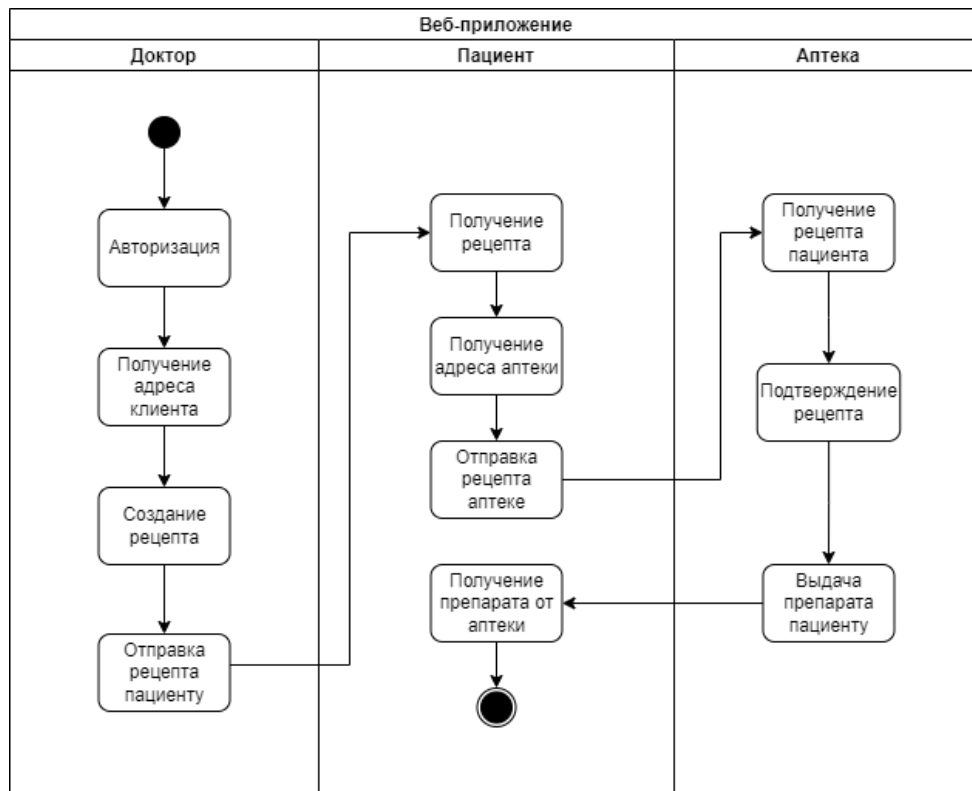 Веб-приложение
Доктор
Пациент
Аптека
Авторизация
Получение
адреса
клиента
Создание
рецепта
Отправка
рецепта
пациенту
Получение
рецепта
Получение
адреса аптеки
Отправка
рецепта
аптеке
Получение
препарата от
аптеки
Получение
рецепта
пациента
Подтверждение
рецепта
Выдача
препарата
пациенту